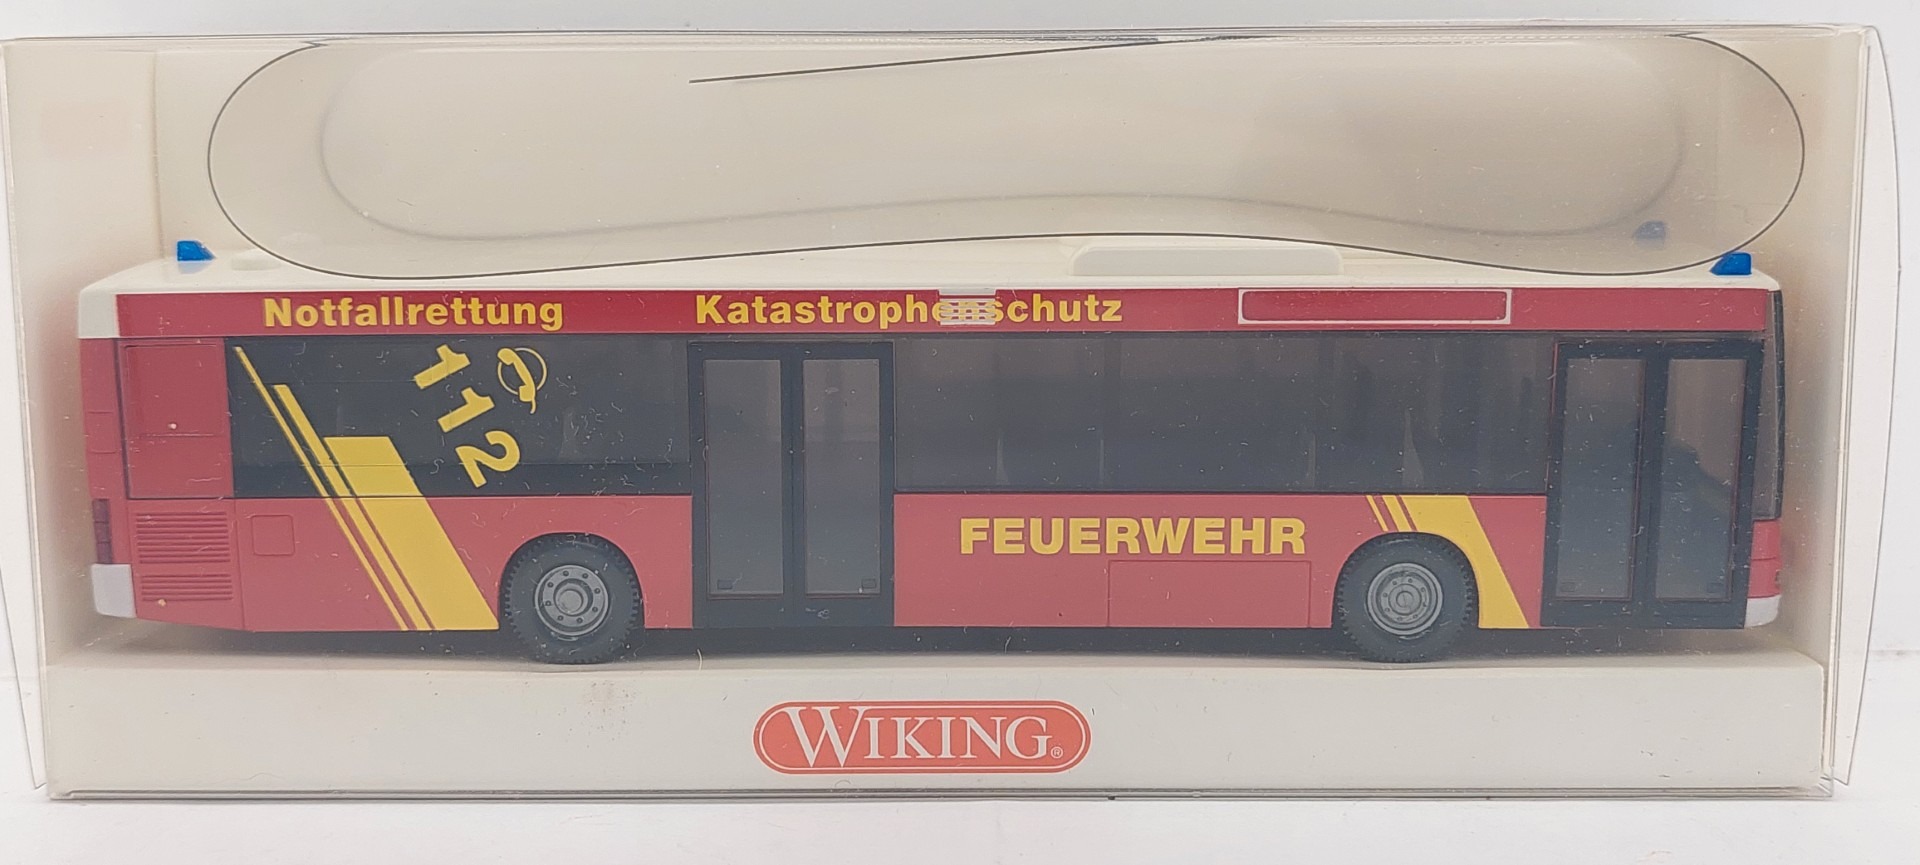 Notfallrettung Katastrophenschutz
112
FEUERWEHR
WIKING®